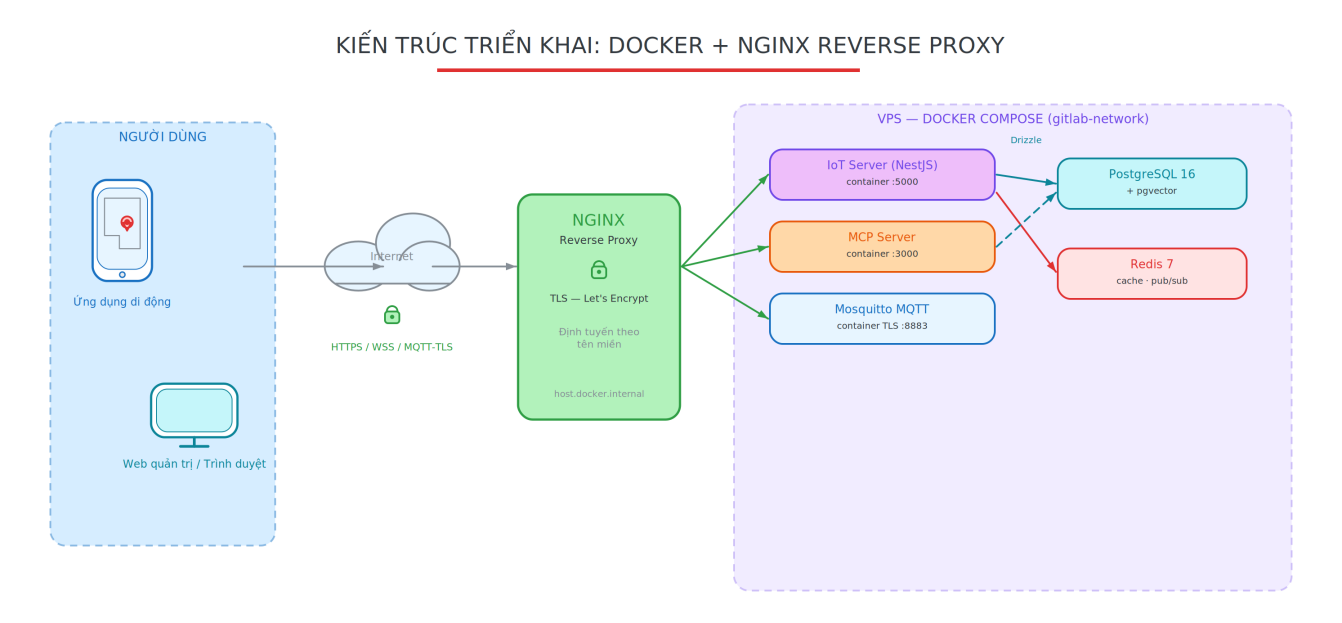 KIẾN TRÚC TRIỂN KHAI: DOCKER + NGINX REVERSE PROXY
NGƯỜI DÙNG
Ứng dụng di động
Web quản trị / Trình duyệt
Internet
HTTPS / WSS / MQTT-TLS
NGINX
Reverse Proxy
TLS — Let's Encrypt
Định tuyến theo
tên miền
host.docker.internal
VPS — DOCKER COMPOSE (gitlab-network)
Drizzle
IoT Server (NestJS)
container :5000
MCP Server
container :3000
Mosquitto MQTT
container TLS :8883
PostgreSQL 16
+ pgvector
Redis 7
cache · pub/sub